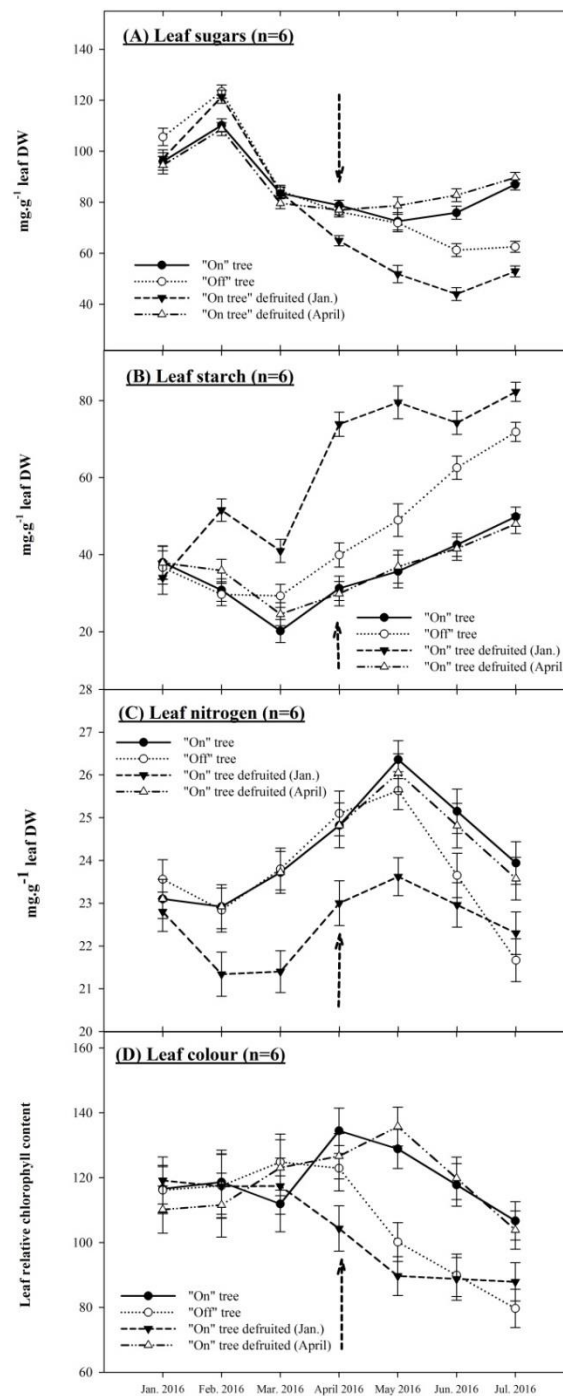 (A) Leaf sugars (n=6)
140
120
100
80
60
40
mg.g⁻¹ leaf DW
"On" tree
"Off" tree
"On tree" defruited (Jan.)
"On tree" defruited (April)
(B) Leaf starch (n=6)
80
60
40
20
mg.g⁻¹ leaf DW
"On" tree
"Off" tree
"On" tree defruited (Jan.)
"On" tree defruited (April)
28
(C) Leaf nitrogen (n=6)
27
26
25
24
23
22
21
20
mg.g⁻¹ leaf DW
"On" tree
"Off" tree
"On" tree defruited (Jan.)
"On" tree defruited (April)
(D) Leaf colour (n=6)
160
140
120
100
80
60
Leaf relative chlorophyll content
"On" tree
"Off" tree
"On" tree defruited (Jan.)
"On" tree defruited (April)
Jan. 2016 Feb. 2016 Mar. 2016 April 2016 May 2016 Jun. 2016 Jul. 2016